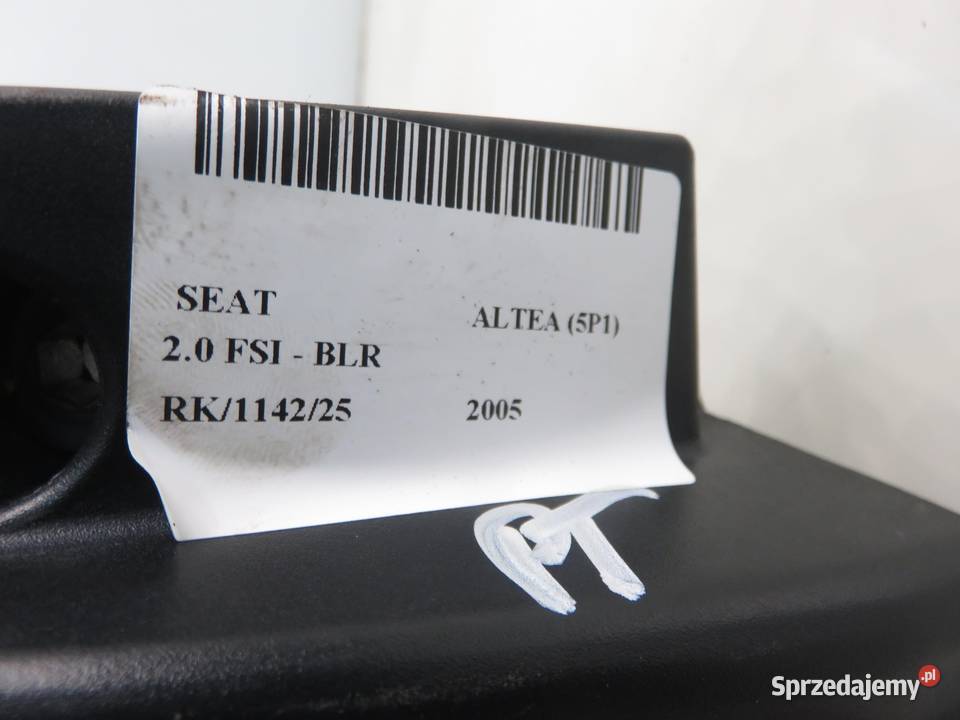 SEAT
ALTEA (5P1)
2.0 FSI - BLR
RK/1142/25 2005
Sprzedajemy.pl